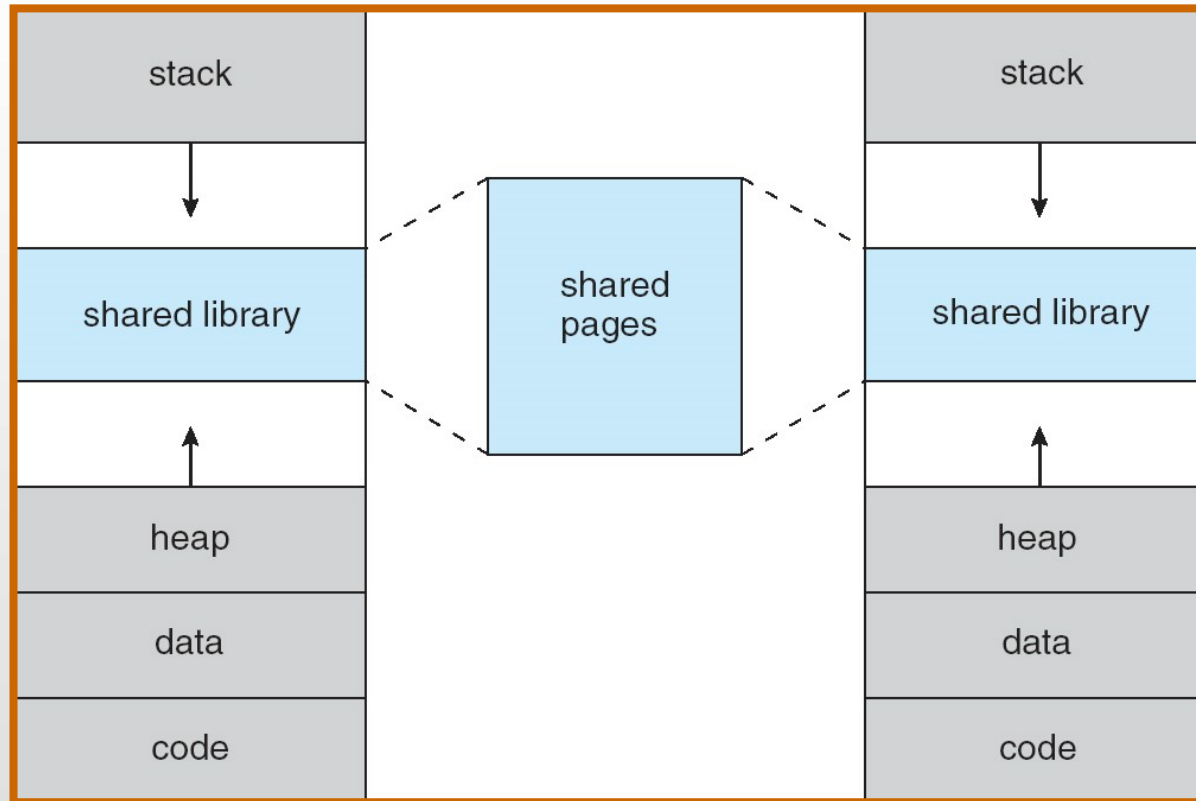 stack
shared library
heap
data
code
shared
pages
stack
shared library
heap
data
code